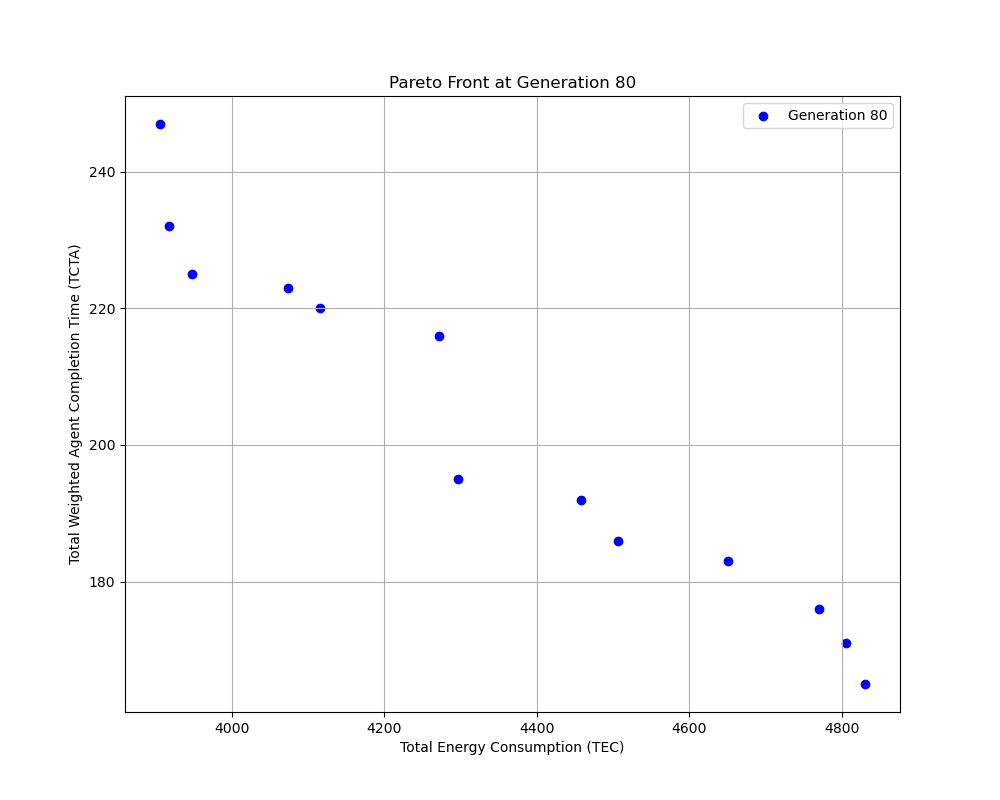 Pareto Front at Generation 80
Generation 80
240
220
200
180
Total Weighted Agent Completion Time (TCTA)
4000 4200 4400 4600 4800
Total Energy Consumption (TEC)